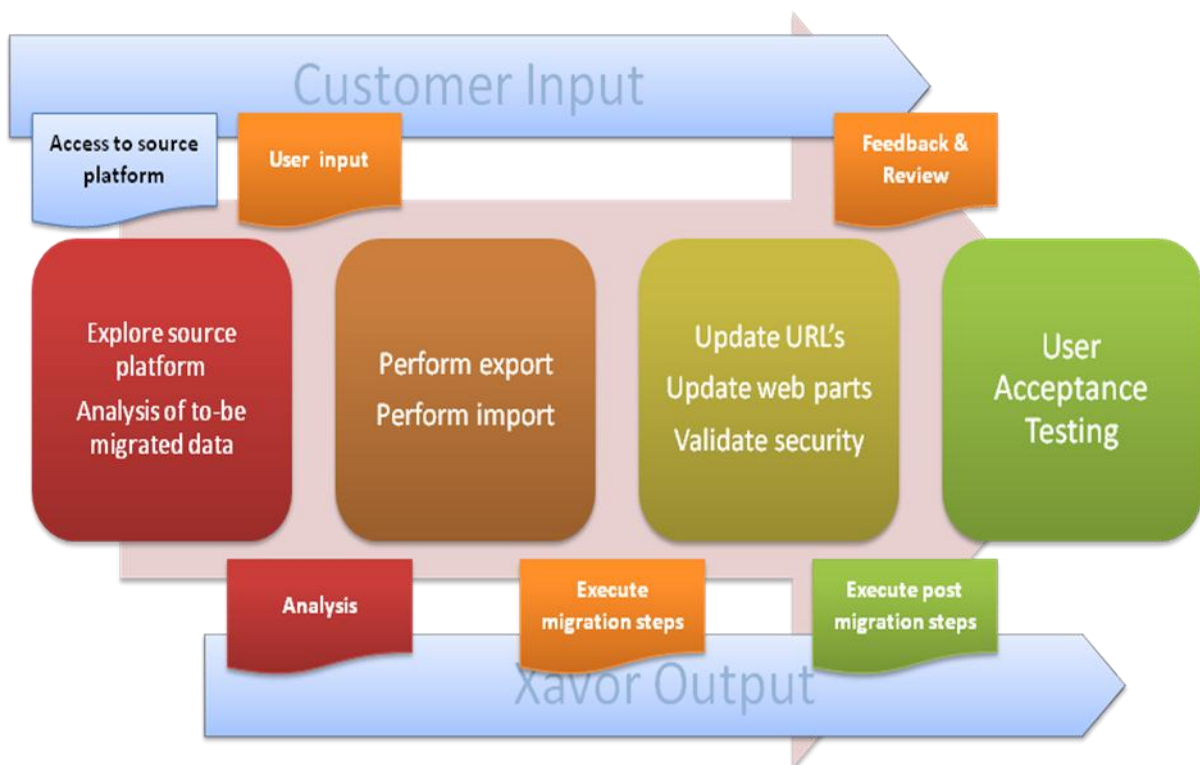 Customer Input
Access to source
platform
User input
Feedback &
Review
Explore source
platform
Analysis of to-be
migrated data
Perform export
Perform import
Update URL's
Update web parts
Validate security
User
Acceptance
Testing
Analysis
Execute
migration steps
Execute post
migration steps
Xavor Output